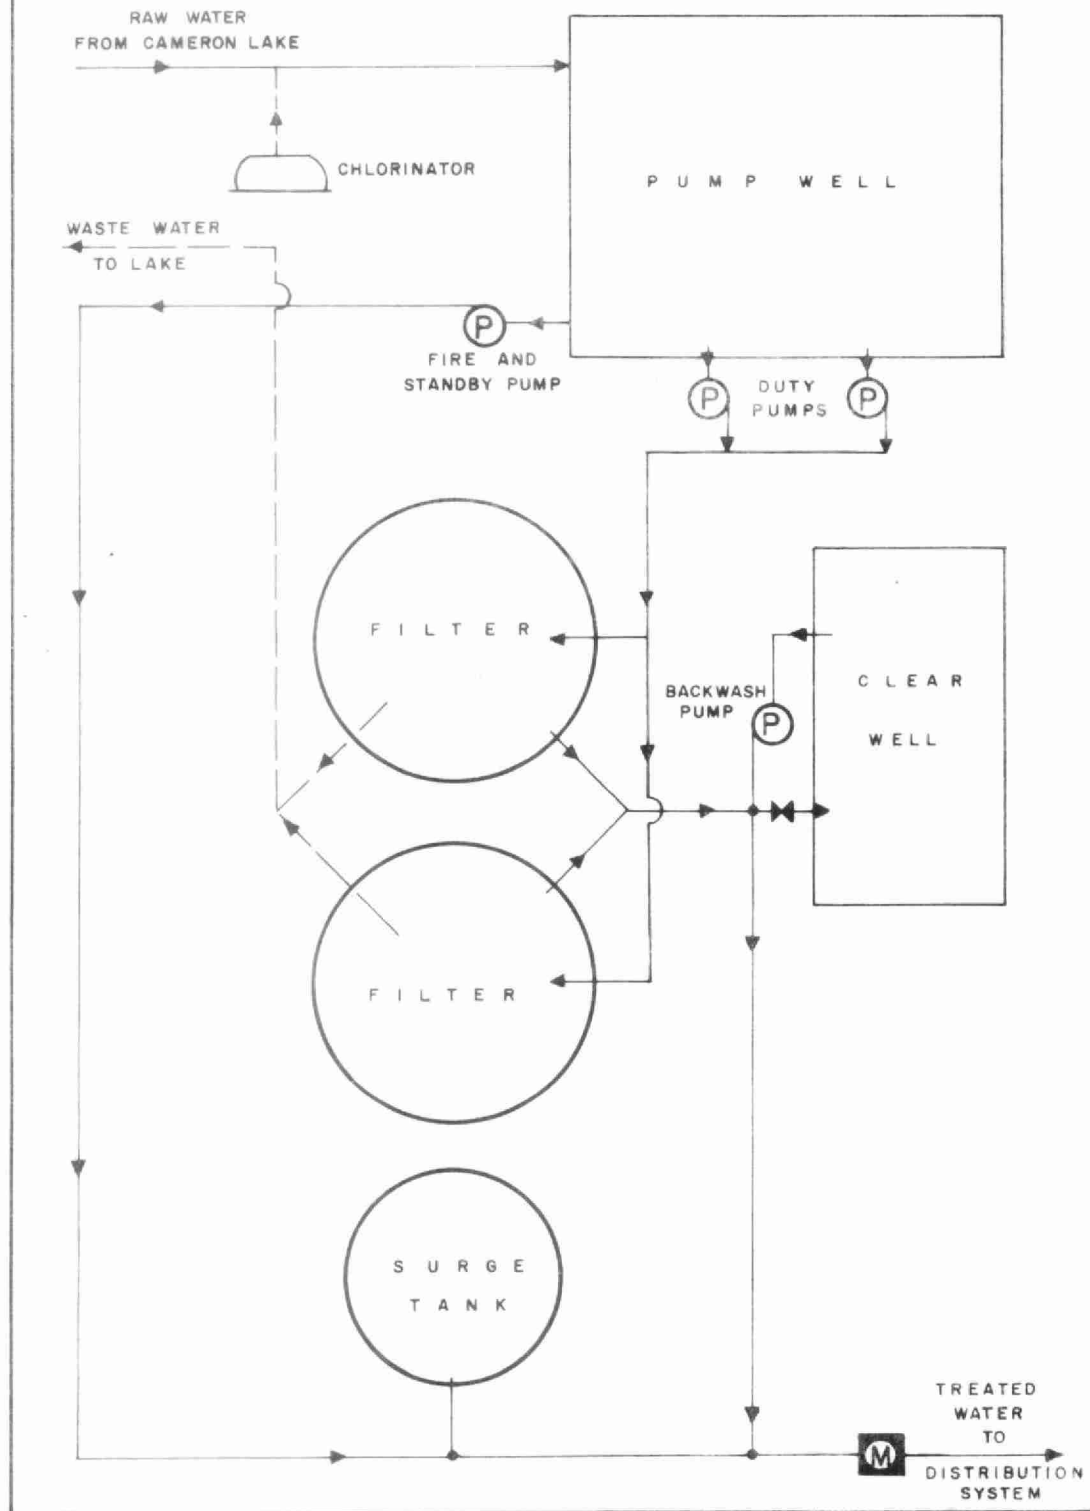 RAW WATER
FROM CAMERON LAKE
CHLORINATOR
PUMP WELL
WASTE WATER
TO LAKE
P
FIRE AND
STANDBY PUMP
P
DUTY
PUMPS
P
FILTER
BACKWASH
PUMP
P
CLEAR
WELL
FILTER
SURGE
TANK
TREATED
WATER
TO
M
DISTRIBUTION
SYSTEM